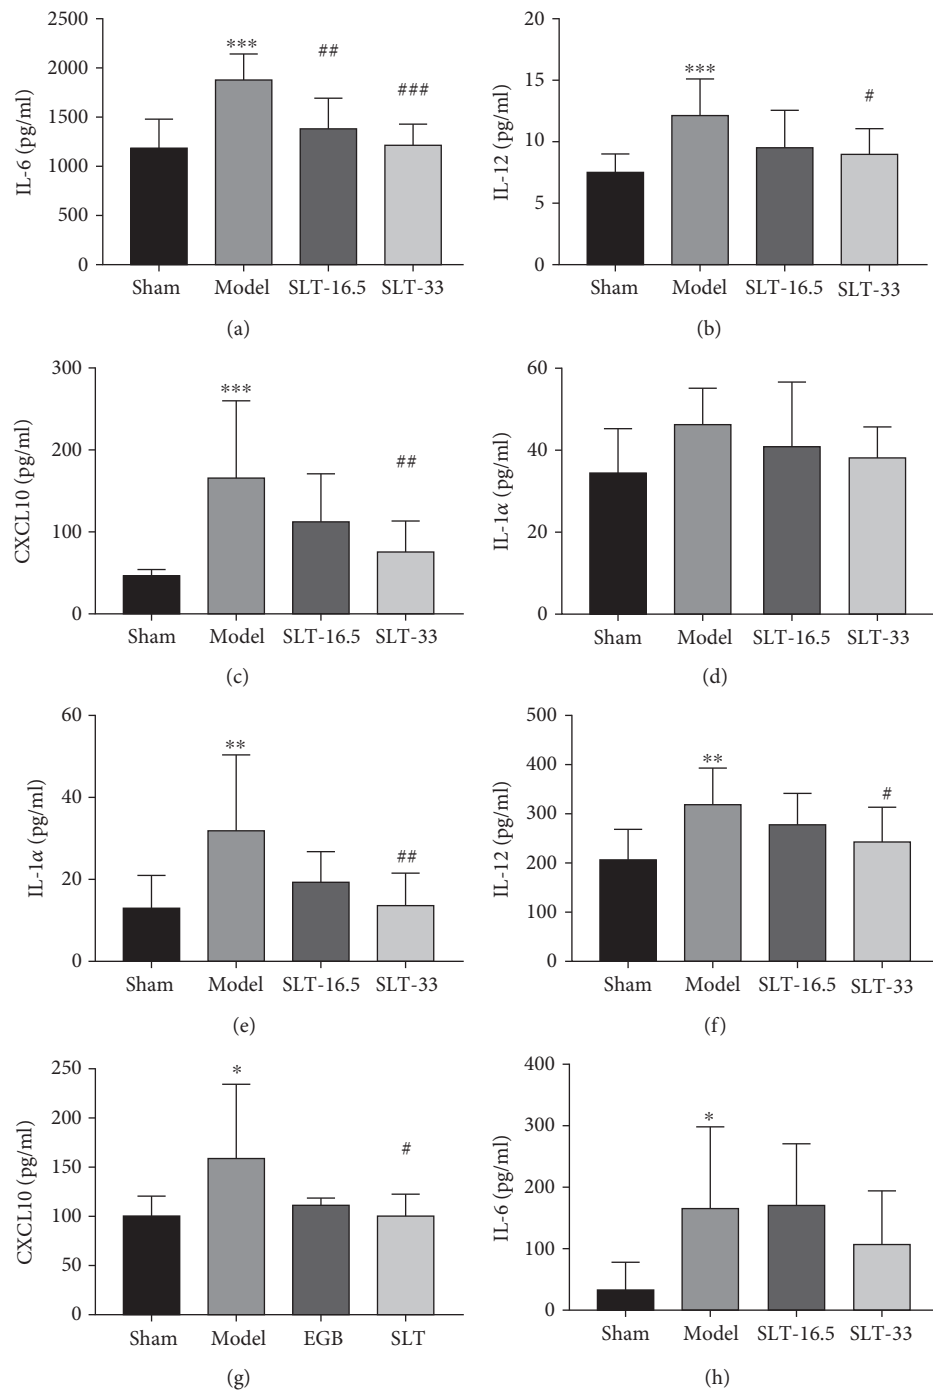 2500
2000
1500
1000
500
0
IL-6 (pg/ml)
***
##
###
Sham Model SLT-16.5 SLT-33
(a)
20
15
10
5
0
IL-12 (pg/ml)
***
#
Sham Model SLT-16.5 SLT-33
(b)
300
200
100
0
CXCL10 (pg/ml)
***
##
Sham Model SLT-16.5 SLT-33
(c)
60
40
20
0
IL-1α (pg/ml)
Sham Model SLT-16.5 SLT-33
(d)
60
40
20
0
IL-1α (pg/ml)
**
##
Sham Model SLT-16.5 SLT-33
(e)
500
400
300
200
100
0
IL-12 (pg/ml)
**
#
Sham Model SLT-16.5 SLT-33
(f)
250
200
150
100
50
0
CXCL10 (pg/ml)
*
#
Sham Model EGB SLT
(g)
400
300
200
100
0
IL-6 (pg/ml)
*
Sham Model SLT-16.5 SLT-33
(h)